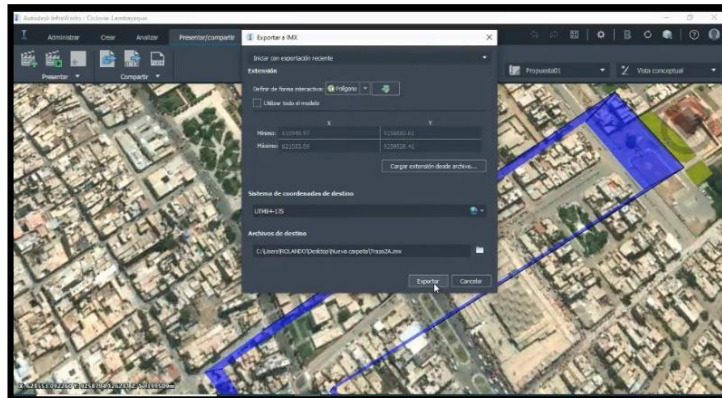 Autodesk InfraWorks - Ciclovia Lambayeque
Administrar Crear Analizar Presentar/compartir
Presentar Compartir
Propuesta01 Vista conceptual
Exportar a IMX
Iniciar con exportación reciente
Extensión
Definir de forma interactiva: Polígono
Utilizar todo el modelo
X Y
Mínimo:
Máximo:
Cargar extensión desde archivo...
Sistema de coordenadas de destino
UTM84-17S
Archivos de destino
C:\Users\ROLANDO\Desktop\Nueva carpeta\Trazo2A.imx
Exportar Cancelar